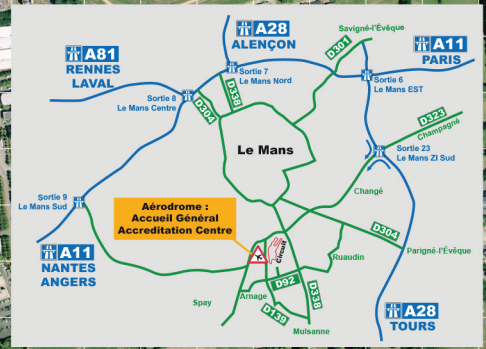 A28
ALENÇON
A81
RENNES
LAVAL
Savigné-l'Évêque
D301
A11
PARIS
Sortie 7
Le Mans Nord
Sortie 6
Le Mans EST
Sortie 8
Le Mans Centre
D304
D338
D323
Champagné
Le Mans
Sortie 23
Le Mans ZI Sud
Changé
Sortie 9
Le Mans Sud
Aérodrome :
Accueil Général
Accreditation Centre
D304
A11
NANTES
ANGERS
Circuit
Ruaudin
Parigné-l'Évêque
D92
Arnage
Spay
D338
D139
Mulsanne
A28
TOURS